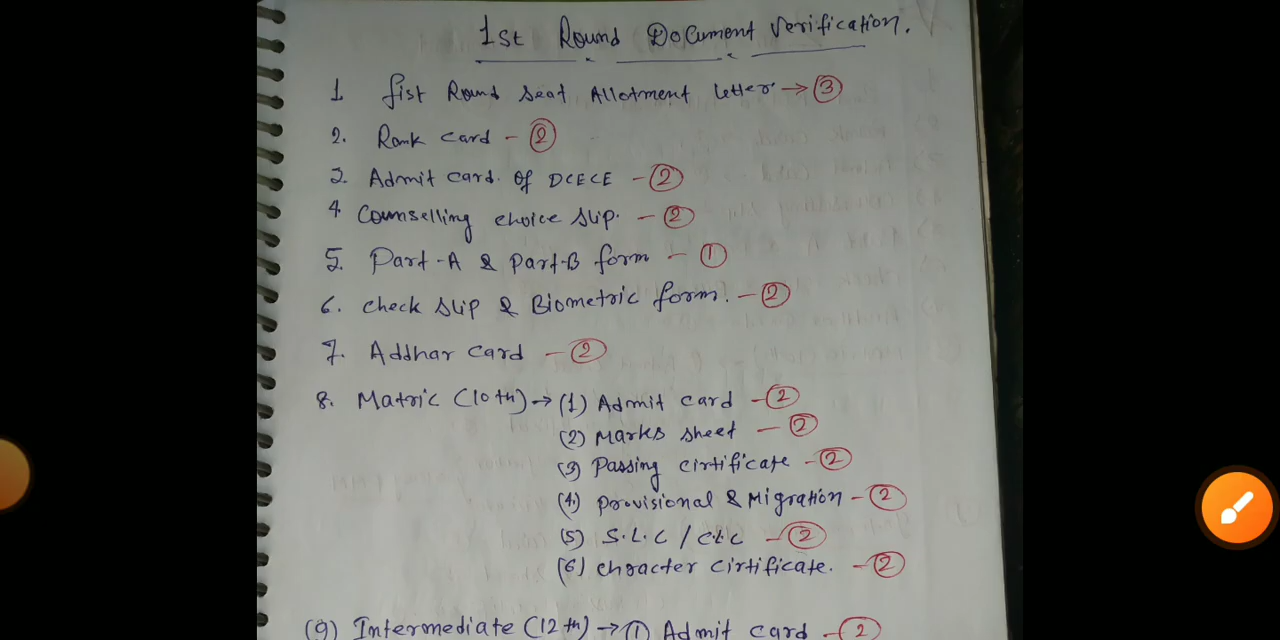 1st Round Document Verification.
1 fist Round Seat Allotment letter → 3
2. Rank card - 2
2. Admit card. Of DCECE - 2
4. Counselling choice slip. - 2
5. Part-A & Part-B form - 1
6. Check slip & Biometric form. - 2
7. Addhar card - 2
8. Matric (10th) → (1) Admit card - 2
(2) Marks sheet - 2
(3) Passing cirtificate - 2
(4) provisional & Migration - 2
(5) S.L.C / C.L.C - 2
(6) Chracter cirtificate. - 2
(9) Intermediate (12th) → (1) Admit card - 2